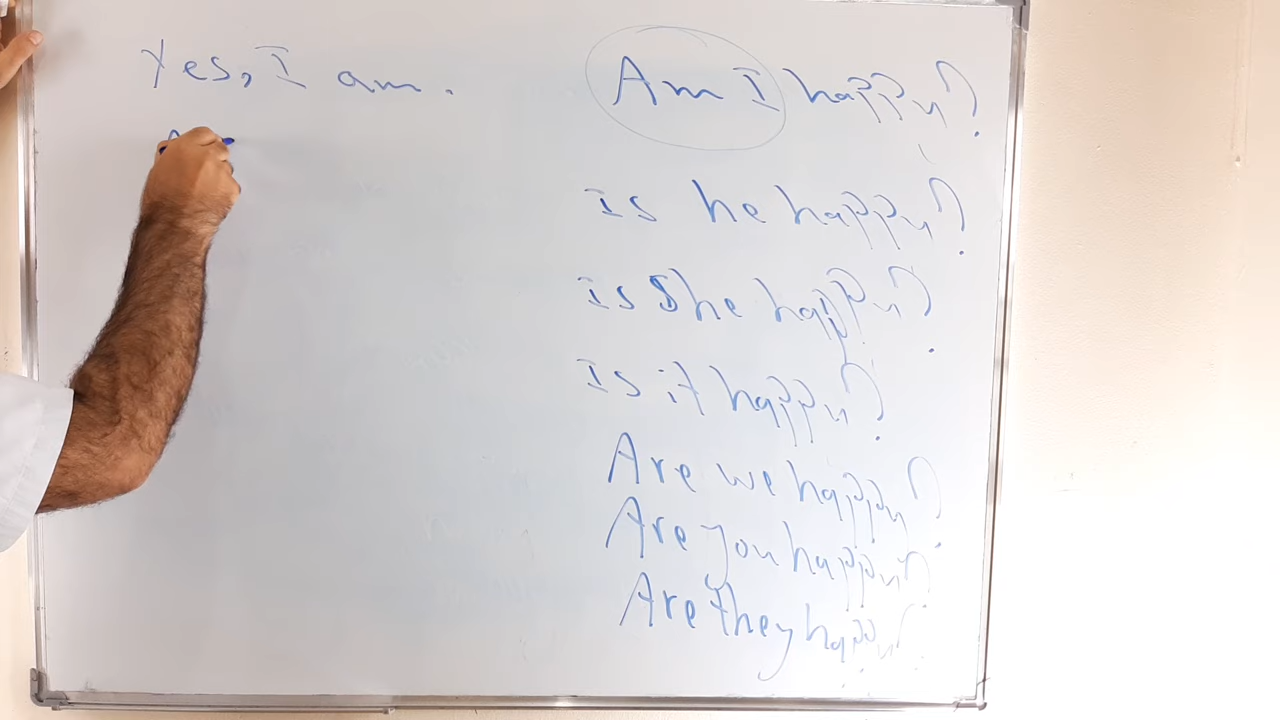 Yes, I am.
Am I happy?
Is he happy?
Is She happy?
Is it happy?
Are we happy?
Are you happy?
Are they happy?